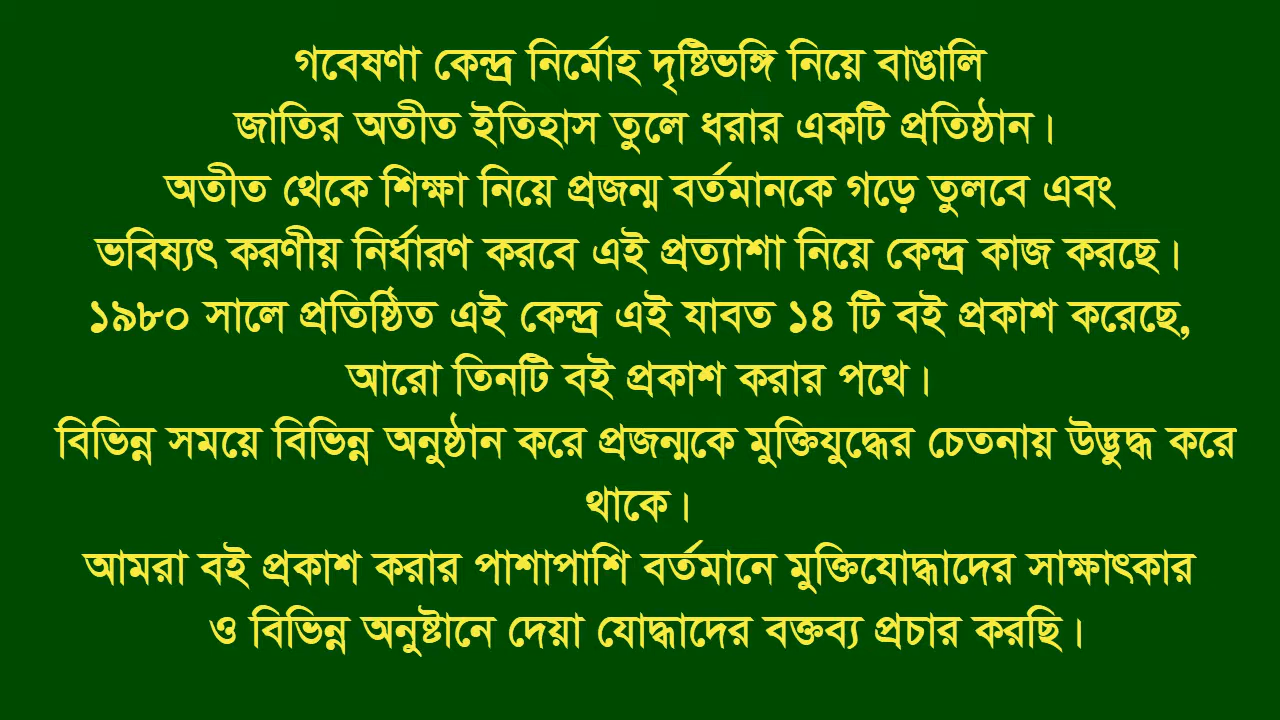 গবেষণা কেন্দ্র নির্মোহ দৃষ্টিভঙ্গি নিয়ে বাঙালি
জাতির অতীত ইতিহাস তুলে ধরার একটি প্রতিষ্ঠান।
অতীত থেকে শিক্ষা নিয়ে প্রজন্ম বর্তমানকে গড়ে তুলবে এবং
ভবিষ্যৎ করণীয় নির্ধারণ করবে এই প্রত্যাশা নিয়ে কেন্দ্র কাজ করছে।
১৯৮০ সালে প্রতিষ্ঠিত এই কেন্দ্র এই যাবত ১৪ টি বই প্রকাশ করেছে,
আরো তিনটি বই প্রকাশ করার পথে।
বিভিন্ন সময়ে বিভিন্ন অনুষ্ঠান করে প্রজন্মকে মুক্তিযুদ্ধের চেতনায় উদ্ভুদ্ধ করে
থাকে।
আমরা বই প্রকাশ করার পাশাপাশি বর্তমানে মুক্তিযোদ্ধাদের সাক্ষাৎকার
ও বিভিন্ন অনুষ্টানে দেয়া যোদ্ধাদের বক্তব্য প্রচার করছি।